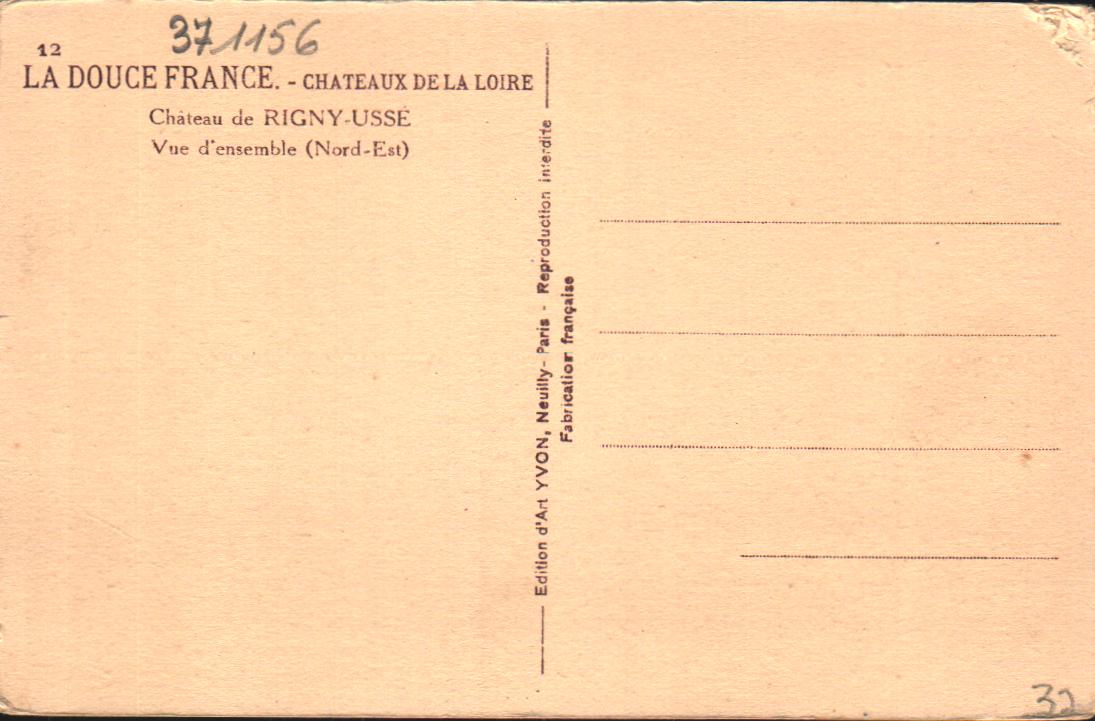 371156
12
LA DOUCE FRANCE. - CHATEAUX DE LA LOIRE
Château de RIGNY-USSÉ
Vue d'ensemble (Nord-Est)
Edition d'Art YVON, Neuilly- Paris - Reproduction interdite
Fabrication française
32